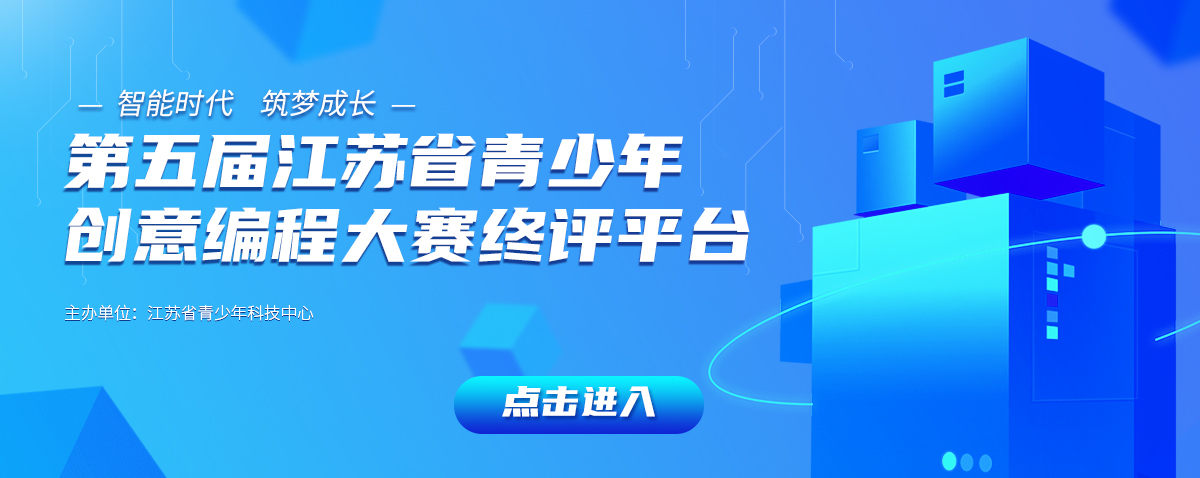 — 智能时代 筑梦成长 —
第五届江苏省青少年
创意编程大赛终评平台
主办单位：江苏省青少年科技中心
点击进入